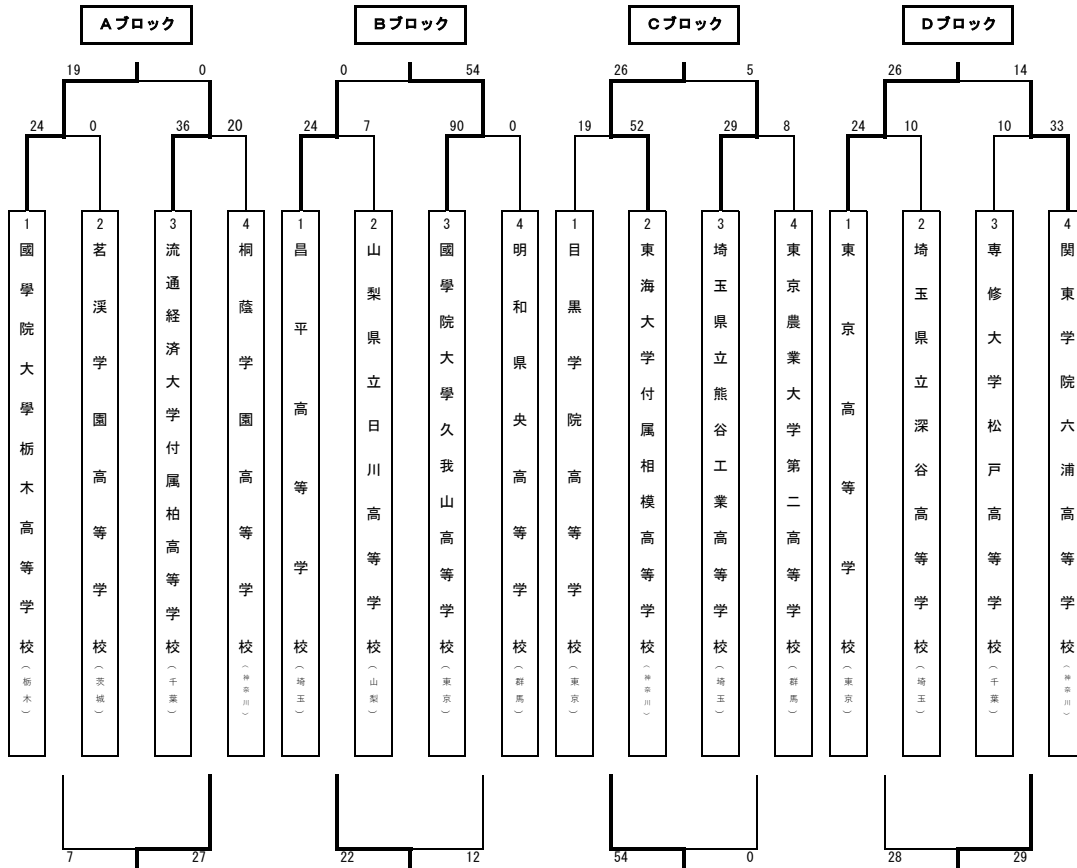 Aブロック
Bブロック
Cブロック
Dブロック
19 0 0 54 26 5 26 14
24 0 36 20 24 7 90 0 19 52 29 8 24 10 10 33
1 國學院大學栃木高等学校(栃木)
2 茗渓学園高等学校(茨城)
3 流通経済大学付属柏高等学校(千葉)
4 桐蔭学園高等学校(神奈川)
1 昌平高等学校(埼玉)
2 山梨県立日川高等学校(山梨)
3 國學院大學久我山高等学校(東京)
4 明和県央高等学校(群馬)
1 目黒学院高等学校(東京)
2 東海大学付属相模高等学校(神奈川)
3 埼玉県立熊谷工業高等学校(埼玉)
4 東京農業大学第二高等学校(群馬)
1 東京高等学校(東京)
2 埼玉県立深谷高等学校(埼玉)
3 専修大学松戸高等学校(千葉)
4 関東学院六浦高等学校(神奈川)
7 27 22 12 54 0 28 29